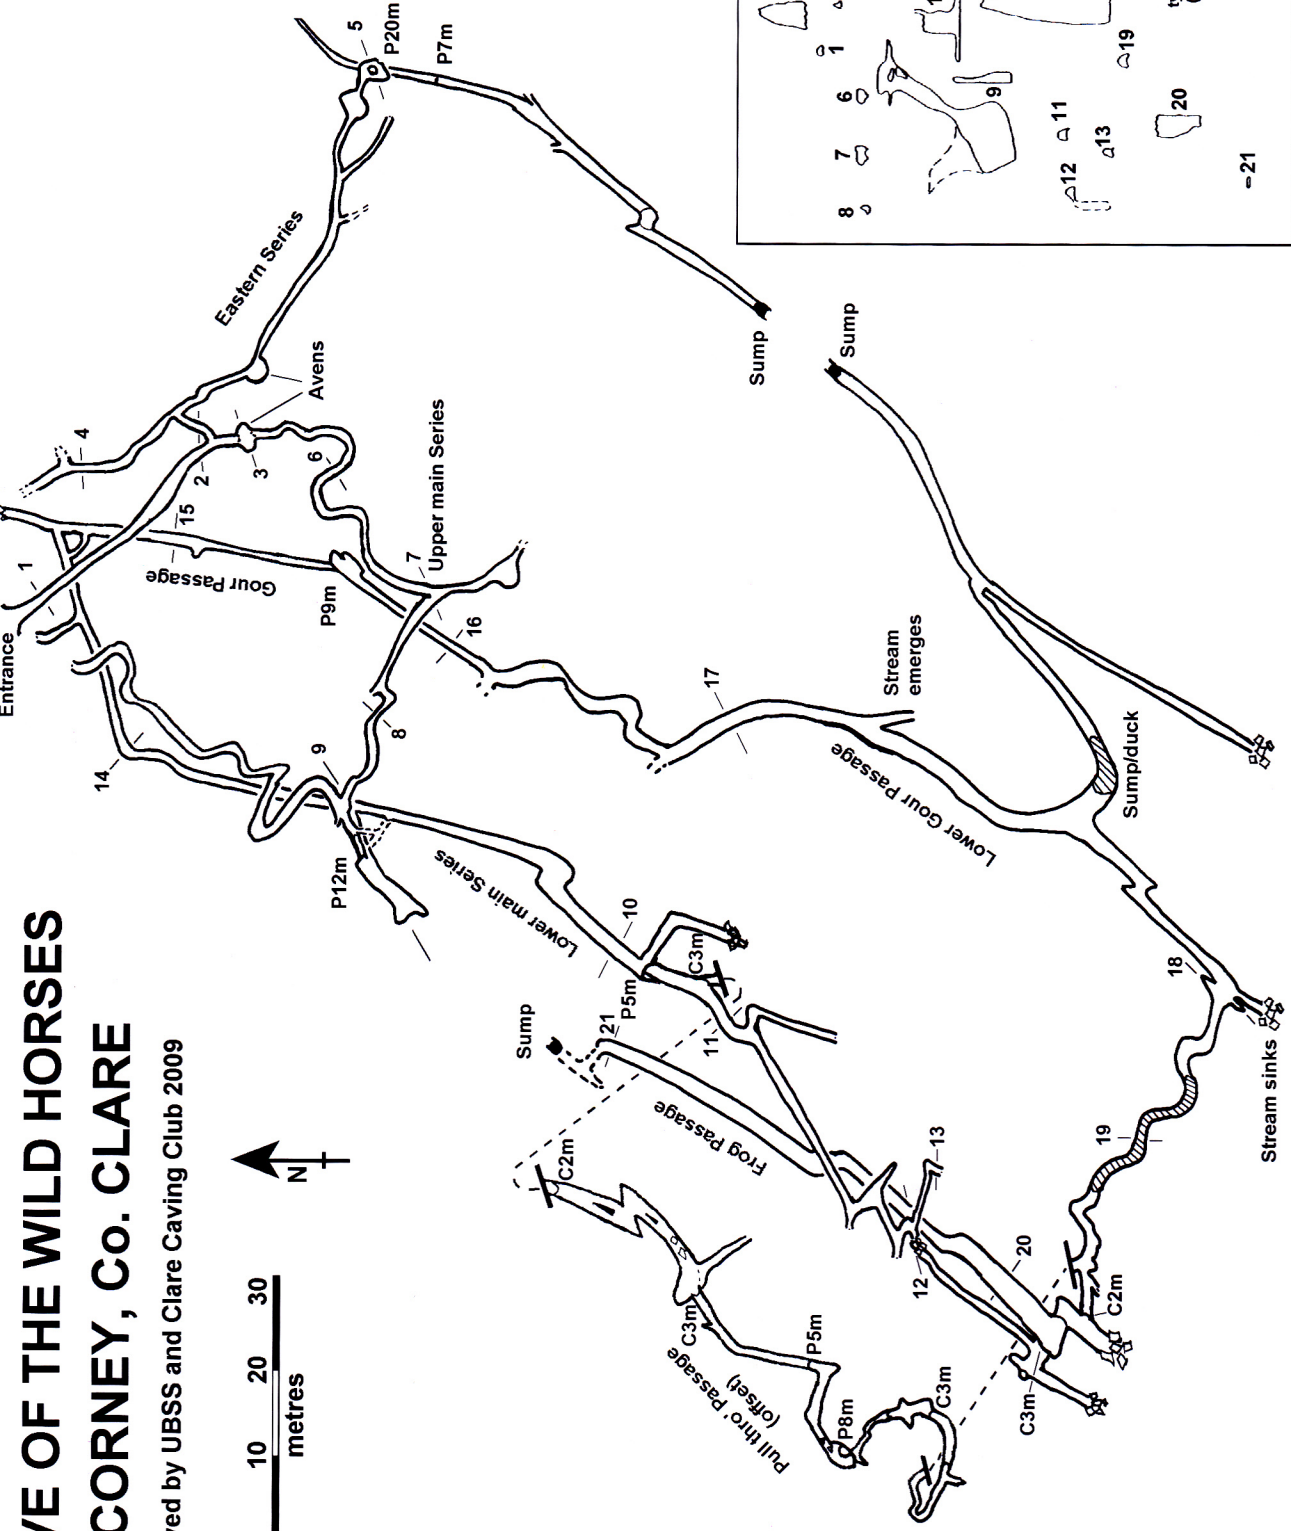 VE OF THE WILD HORSES
CORNEY, Co. CLARE
ved by UBSS and Clare Caving Club 2009
10
20
30
metres
N
Entrance
1
4
15
2
3
Avens
Eastern Series
5
P20m
P7m
Sump
Gour Passage
P9m
6
7
Upper main Series
16
14
9
8
P12m
Lower main Series
10
P5m
C3m
11
Sump
21
Frog Passage
C2m
C3m
Pull thro' Passage
(offset)
P5m
P8m
C3m
12
13
20
C3m
C2m
17
Stream
emerges
Lower Gour Passage
Sump
Sump/duck
18
19
Stream sinks
1
6
7
8
9
11
12
13
19
20
21